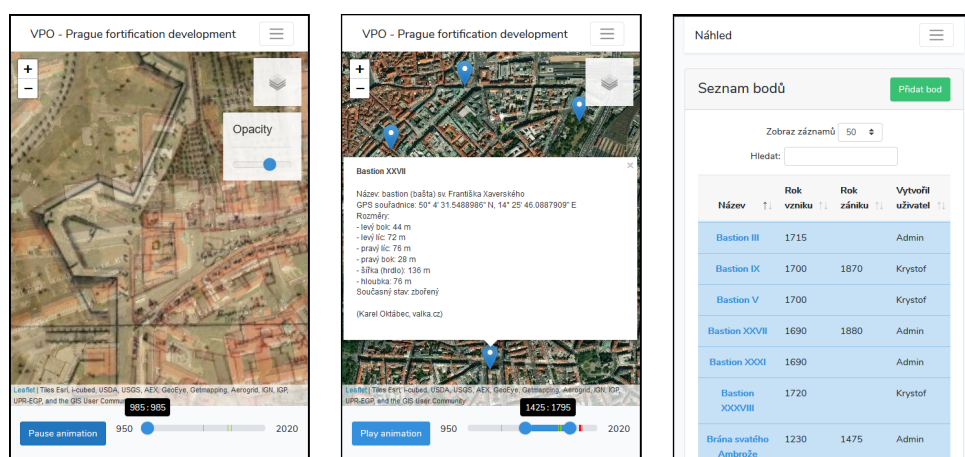 VPO - Prague fortification development
+
−
Opacity
Leaflet | Tiles Esri, i-cubed, USDA, USGS, AEX, GeoEye, Getmapping, Aerogrid, IGN, IGP,
UPR-EGP, and the GIS User Community
985 : 985
Pause animation
950
2020
VPO - Prague fortification development
+
−
×
Bastion XXVII
Název: bastion (bašta) sv. Františka Xaverského
GPS souřadnice: 50° 4' 31.5488986" N, 14° 25' 46.0887909" E
Rozměry:
- levý bok: 44 m
- levý líc: 72 m
- pravý líc: 76 m
- pravý bok: 28 m
- šířka (hrdlo): 136 m
- hloubka: 76 m
Současný stav: zbořený
(Karel Oktábec, valka.cz)
Leaflet | Tiles Esri, i-cubed, USDA, USGS, AEX, GeoEye, Getmapping, Aerogrid, IGN, IGP,
UPR-EGP, and the GIS User Community
1425 : 1795
Play animation
950
2020
Náhled
Seznam bodů
Přidat bod
Zobraz záznamů 50
Hledat:
Název Rok vzniku Rok zániku Vytvořil uživatel
Bastion III 1715 Admin
Bastion IX 1700 1870 Krystof
Bastion V 1700 Krystof
Bastion XXVII 1690 1880 Admin
Bastion XXXI 1690 Admin
Bastion XXXVIII 1720 Krystof
Brána svatého Ambrože 1230 1475 Admin